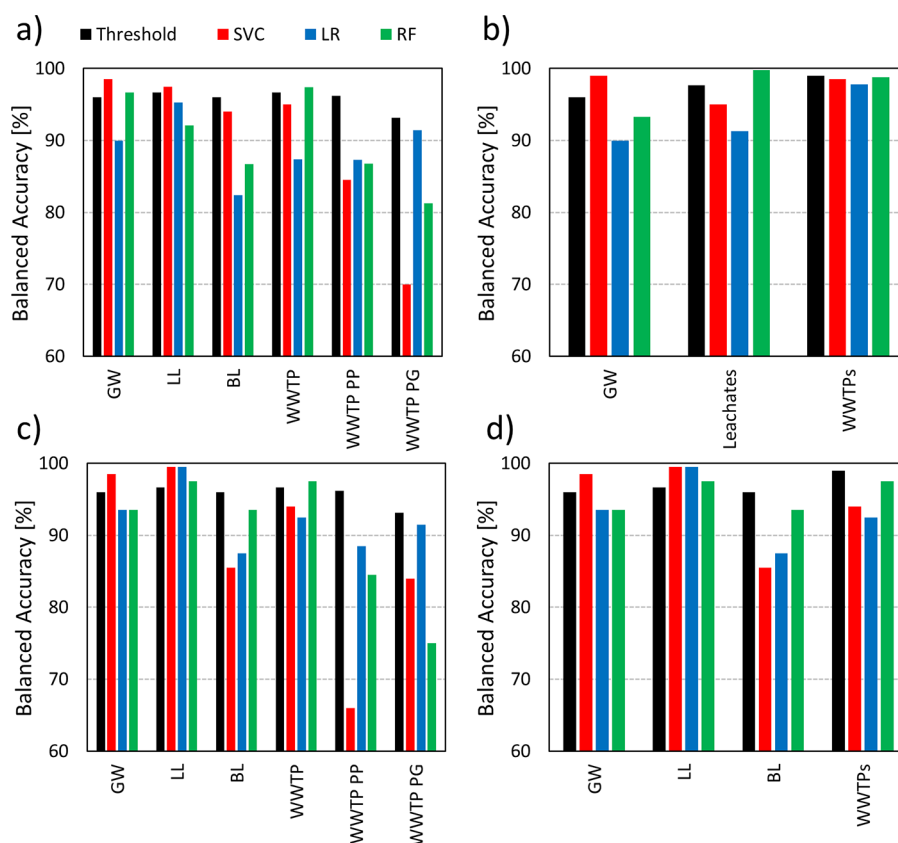 a)
Threshold SVC LR RF
Balanced Accuracy [%]
100
90
80
70
60
GW LL BL WWTP WWTP PP WWTP PG
b)
Balanced Accuracy [%]
100
90
80
70
60
GW Leachates WWTPs
c)
Balanced Accuracy [%]
100
90
80
70
60
GW LL BL WWTP WWTP PP WWTP PG
d)
Balanced Accuracy [%]
100
90
80
70
60
GW LL BL WWTPs